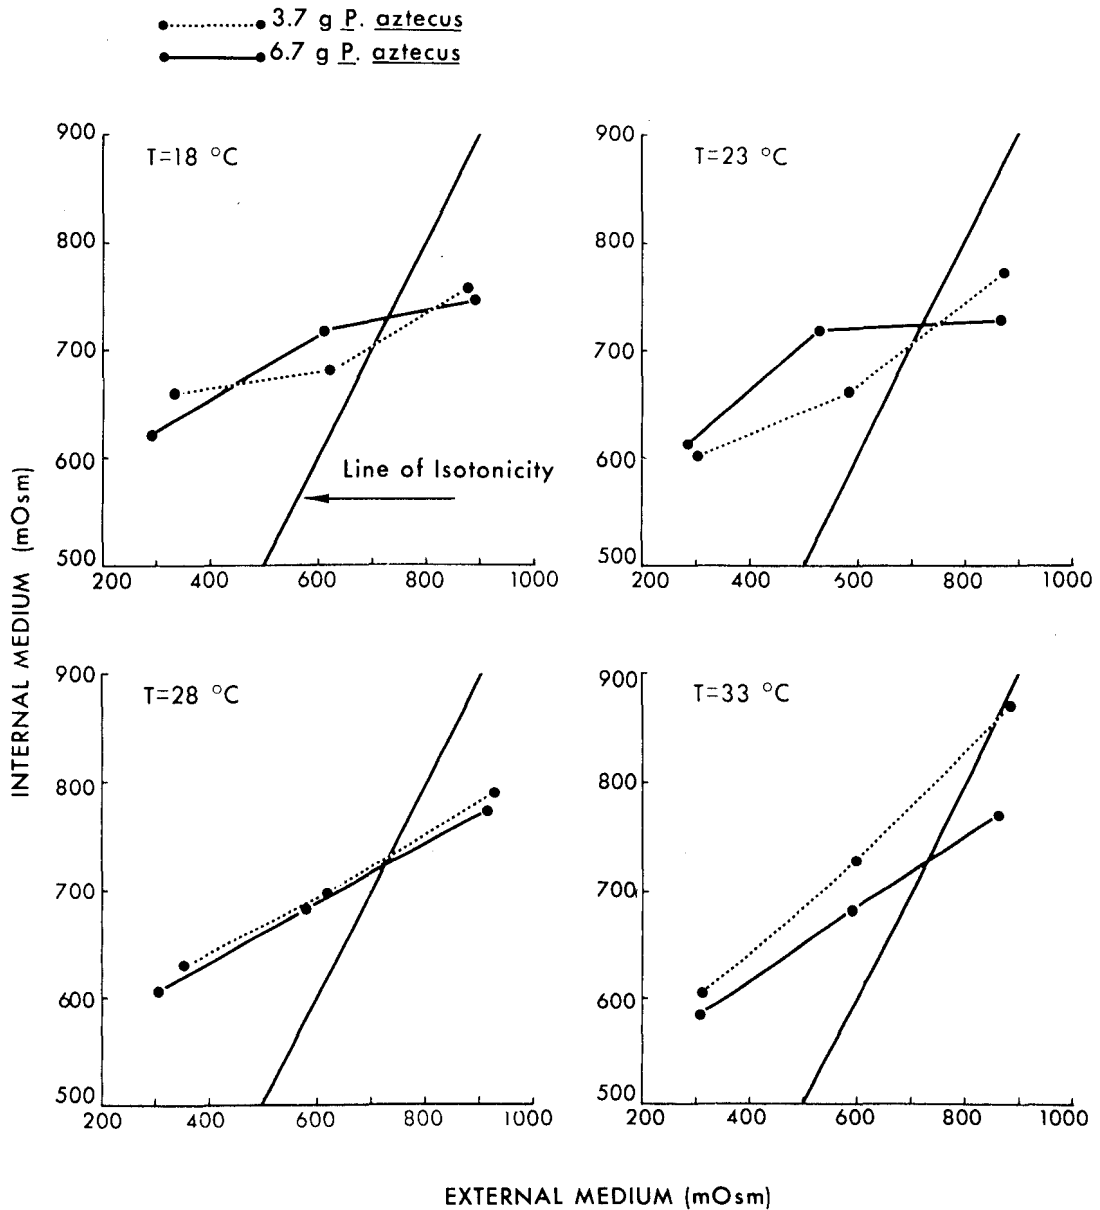 3.7 g P. aztecus
6.7 g P. aztecus
T=18 °C
900
800
700
600
500
Line of Isotonicity
200 400 600 800 1000
T=23 °C
900
800
700
600
500
200 400 600 800 1000
T=28 °C
900
800
700
600
500
200 400 600 800 1000
T=33 °C
900
800
700
600
500
200 400 600 800 1000
INTERNAL MEDIUM (mOsm)
EXTERNAL MEDIUM (mOsm)